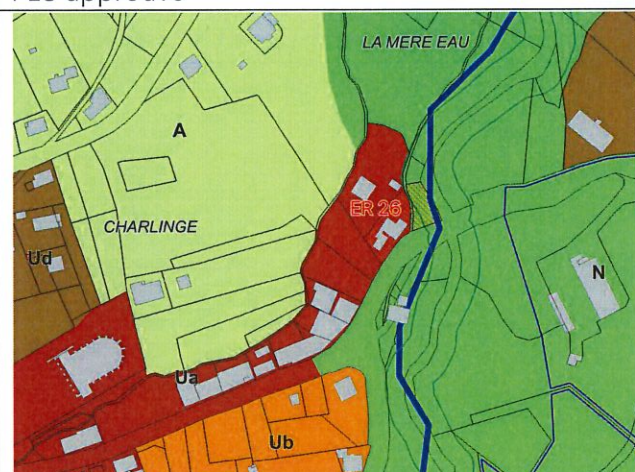 PLU approuvé
LA MERE EAU
A
ER 26
CHARLINGE
Ud
N
Ua
Ub